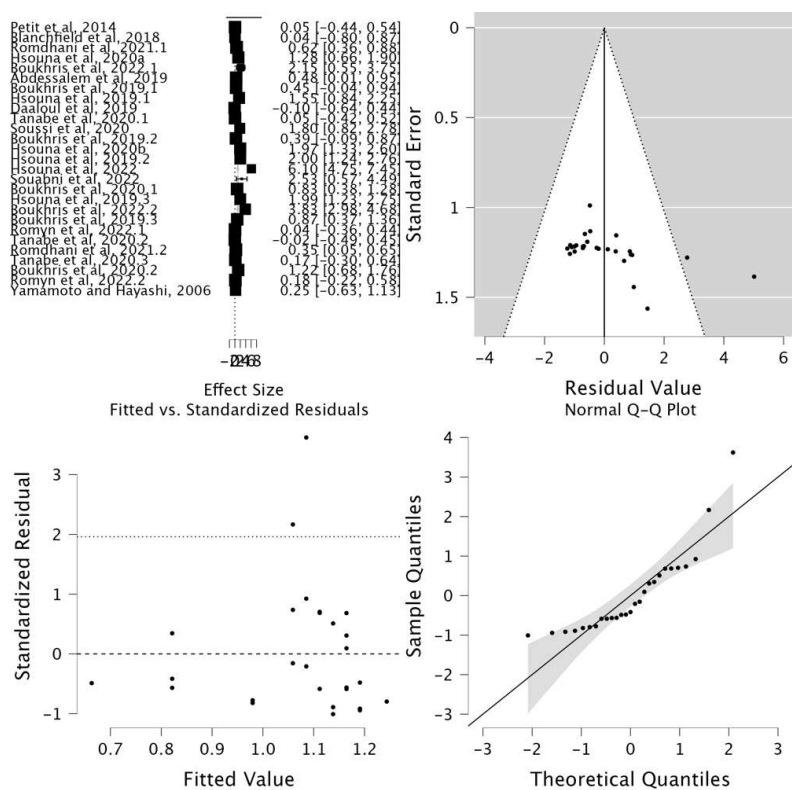 Petit et al, 2014 0.05 [-0.44, 0.54]
Blanchfield et al, 2018 0.04 [-0.80, 0.87]
Romdhani et al, 2021.1 0.62 [0.36, 0.88]
Hsouna et al, 2020a 1.28 [0.66, 1.90]
Boukhris et al, 2022.1 2.15 [0.55, 3.75]
Abdessalem et al, 2019 0.48 [0.01, 0.95]
Boukhris et al, 2019.1 0.45 [-0.04, 0.94]
Hsouna et al, 2019.1 1.55 [0.84, 2.25]
Daaloul et al, 2019 -0.10 [-0.64, 0.44]
Tanabe et al, 2020.1 0.05 [-0.42, 0.52]
Soussi et al, 2020 1.80 [0.82, 2.78]
Boukhris et al, 2019.2 0.39 [-0.09, 0.87]
Hsouna et al, 2020b 1.97 [1.33, 2.60]
Hsouna et al, 2019.2 2.00 [1.24, 2.76]
Hsouna et al, 2022 6.10 [4.75, 7.45]
Souabni et al, 2022 [0.57, 4.49]
Boukhris et al, 2020.1 0.83 [0.38, 1.28]
Hsouna et al, 2019.3 1.99 [1.23, 2.75]
Boukhris et al, 2022.2 3.83 [2.98, 4.68]
Boukhris et al, 2019.3 0.87 [0.37, 1.36]
Romyn et al, 2022.1 0.04 [-0.36, 0.44]
Tanabe et al, 2020.2 -0.02 [-0.49, 0.45]
Romdhani et al, 2021.2 0.35 [0.05, 0.65]
Tanabe et al, 2020.3 0.17 [-0.30, 0.64]
Boukhris et al, 2020.2 1.22 [0.68, 1.76]
Romyn et al, 2022.2 0.18 [-0.22, 0.58]
Yamamoto and Hayashi, 2006 0.25 [-0.63, 1.13]
Effect Size
Standard Error
0
0.5
1
1.5
-4 -2 0 2 4
Residual Value
Fitted vs. Standardized Residuals
Standardized Residual
3
2
1
0
-1
0.7 0.8 0.9 1.0 1.1 1.2
Fitted Value
Normal Q-Q Plot
Sample Quantiles
4
3
2
1
0
-1
-2
-3
-3 -2 -1 0 1 2 3
Theoretical Quantiles